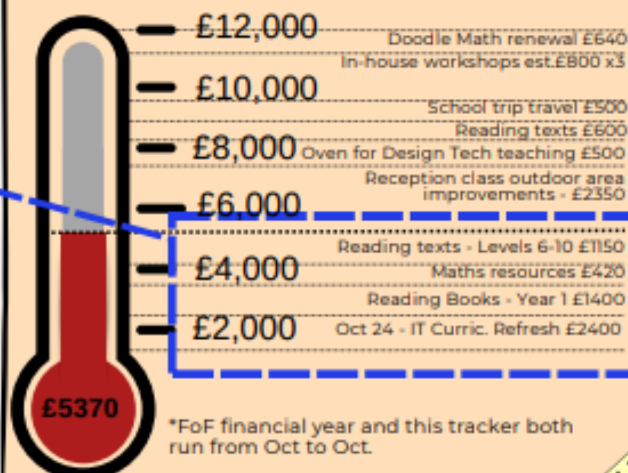 £12,000
Doodle Math renewal £640
In-house workshops est.£800 x3
£10,000
School trip travel £500
Reading texts £600
£8,000
Oven for Design Tech teaching £500
Reception class outdoor area
improvements - £2350
£6,000
Reading texts - Levels 6-10 £1150
£4,000
Maths resources £420
Reading Books - Year 1 £1400
£2,000
Oct 24 - IT Curric. Refresh £2400
£5370
*FoF financial year and this tracker both
run from Oct to Oct.